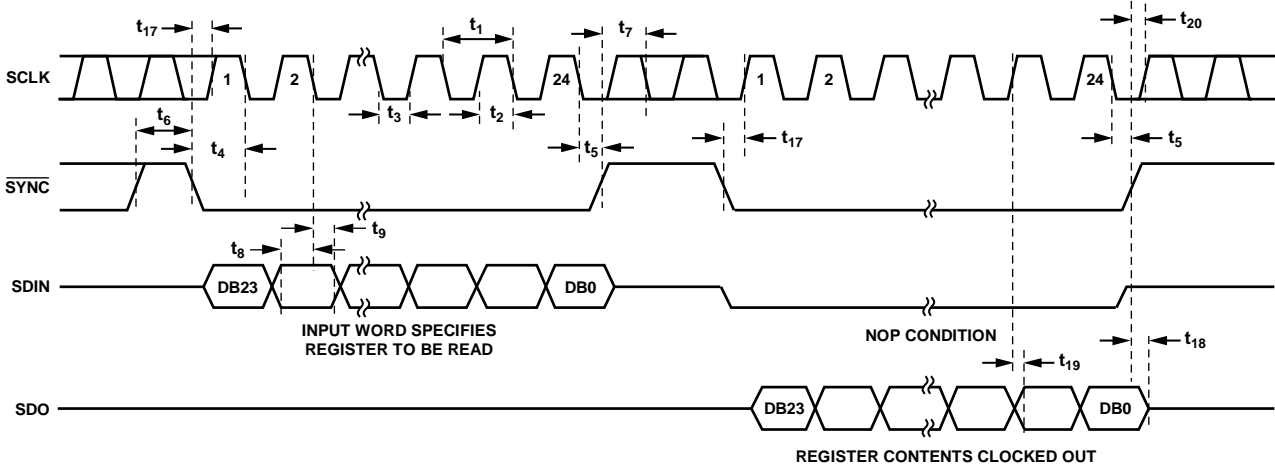 t17
t1
t7
t20
SCLK
1
2
24
1
2
24
t6
t4
t3
t2
t5
t17
t5
SYNC
t8
t9
SDIN
DB23
DB0
INPUT WORD SPECIFIES
REGISTER TO BE READ
NOP CONDITION
t18
t19
SDO
DB23
DB0
REGISTER CONTENTS CLOCKED OUT